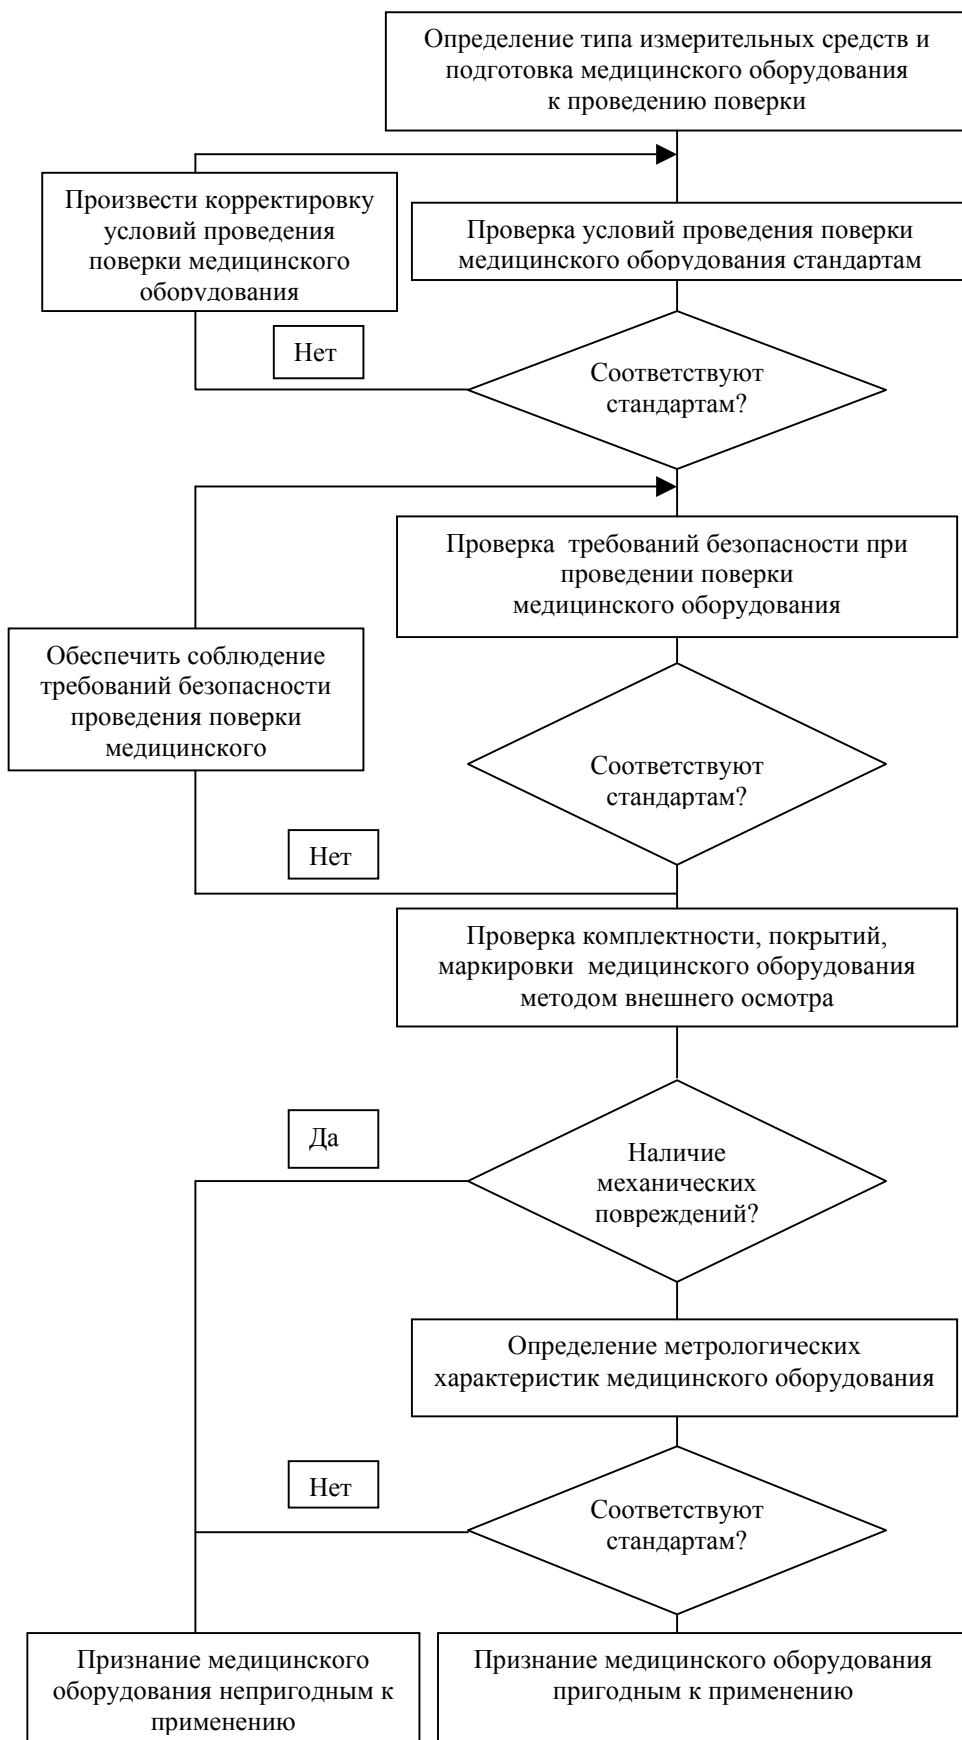 Определение типа измерительных средств и
подготовка медицинского оборудования
к проведению поверки
Произвести корректировку
условий проведения
поверки медицинского
оборудования
Проверка условий проведения поверки
медицинского оборудования стандартам
Нет
Соответствуют
стандартам?
Проверка требований безопасности при
проведении поверки
медицинского оборудования
Обеспечить соблюдение
требований безопасности
проведения поверки
медицинского
Соответствуют
стандартам?
Нет
Проверка комплектности, покрытий,
маркировки медицинского оборудования
методом внешнего осмотра
Да
Наличие
механических
повреждений?
Определение метрологических
характеристик медицинского оборудования
Нет
Соответствуют
стандартам?
Признание медицинского
оборудования непригодным к
применению
Признание медицинского оборудования
пригодным к применению